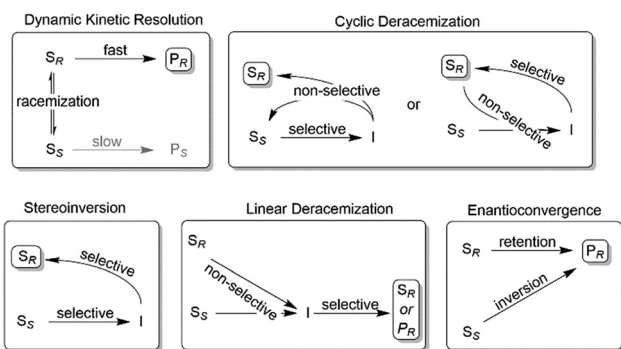 Dynamic Kinetic Resolution
S_R fast P_R
racemization
S_S slow P_S
Cyclic Deracemization
S_R
non-selective
S_S selective I
or
S_R selective
non-selective
S_S I
Stereoinversion
S_R selective
S_S selective I
Linear Deracemization
S_R
non-selective
S_S I selective S_R
or
P_R
Enantioconvergence
S_R retention P_R
inversion
S_S